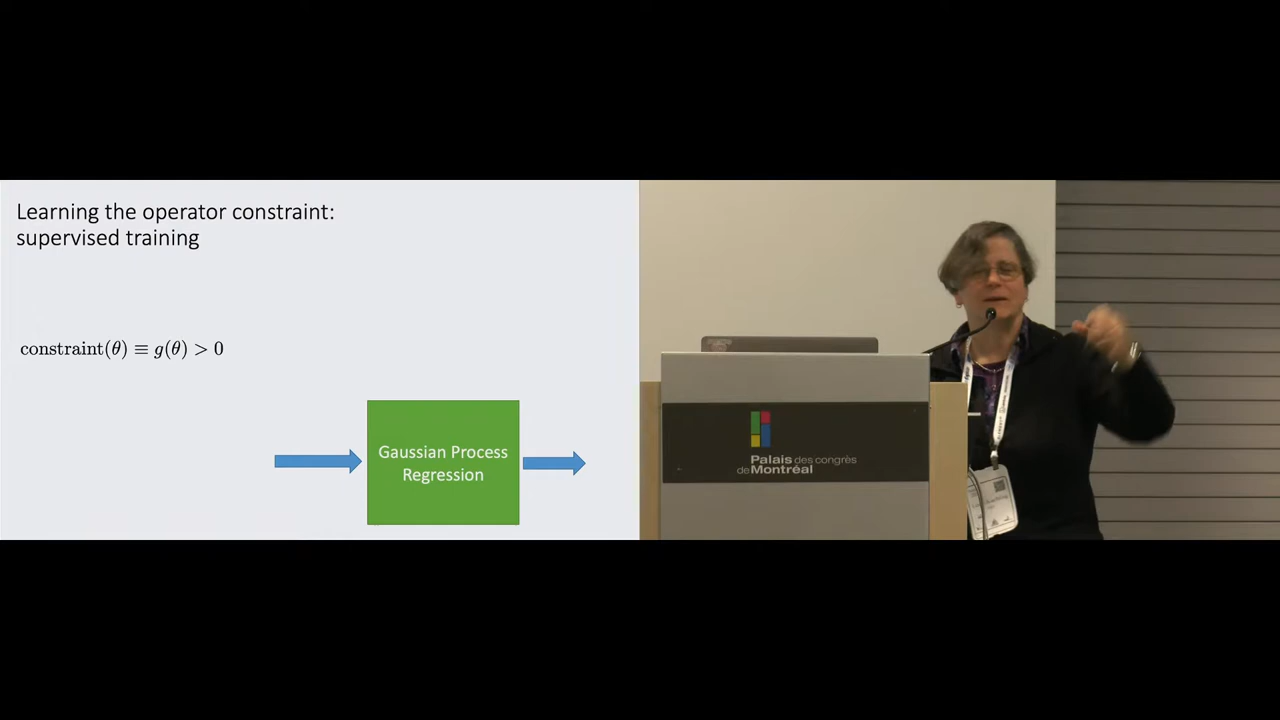 Learning the operator constraint:
supervised training
constraint(θ) ≡ g(θ) > 0
Gaussian Process
Regression
Palais des congrès
de Montréal